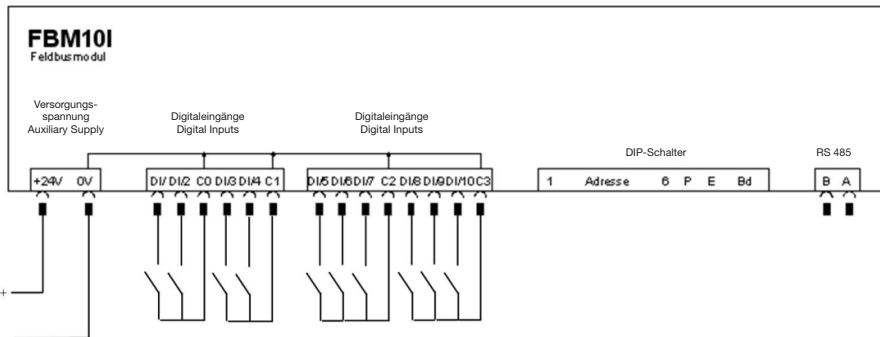 FBM10I
Feldbusmodul
Versorgungs-
spannung
Auxiliary Supply
Digitaleingänge
Digital Inputs
Digitaleingänge
Digital Inputs
DIP-Schalter
RS 485
+24V 0V
DI/ DI/2 C0 DI/3 DI/4 C1
DI/5 DI/6 DI/7 C2 DI/8 DI/9 DI/10 C3
1 Adresse 6 P E Bd
B A
+